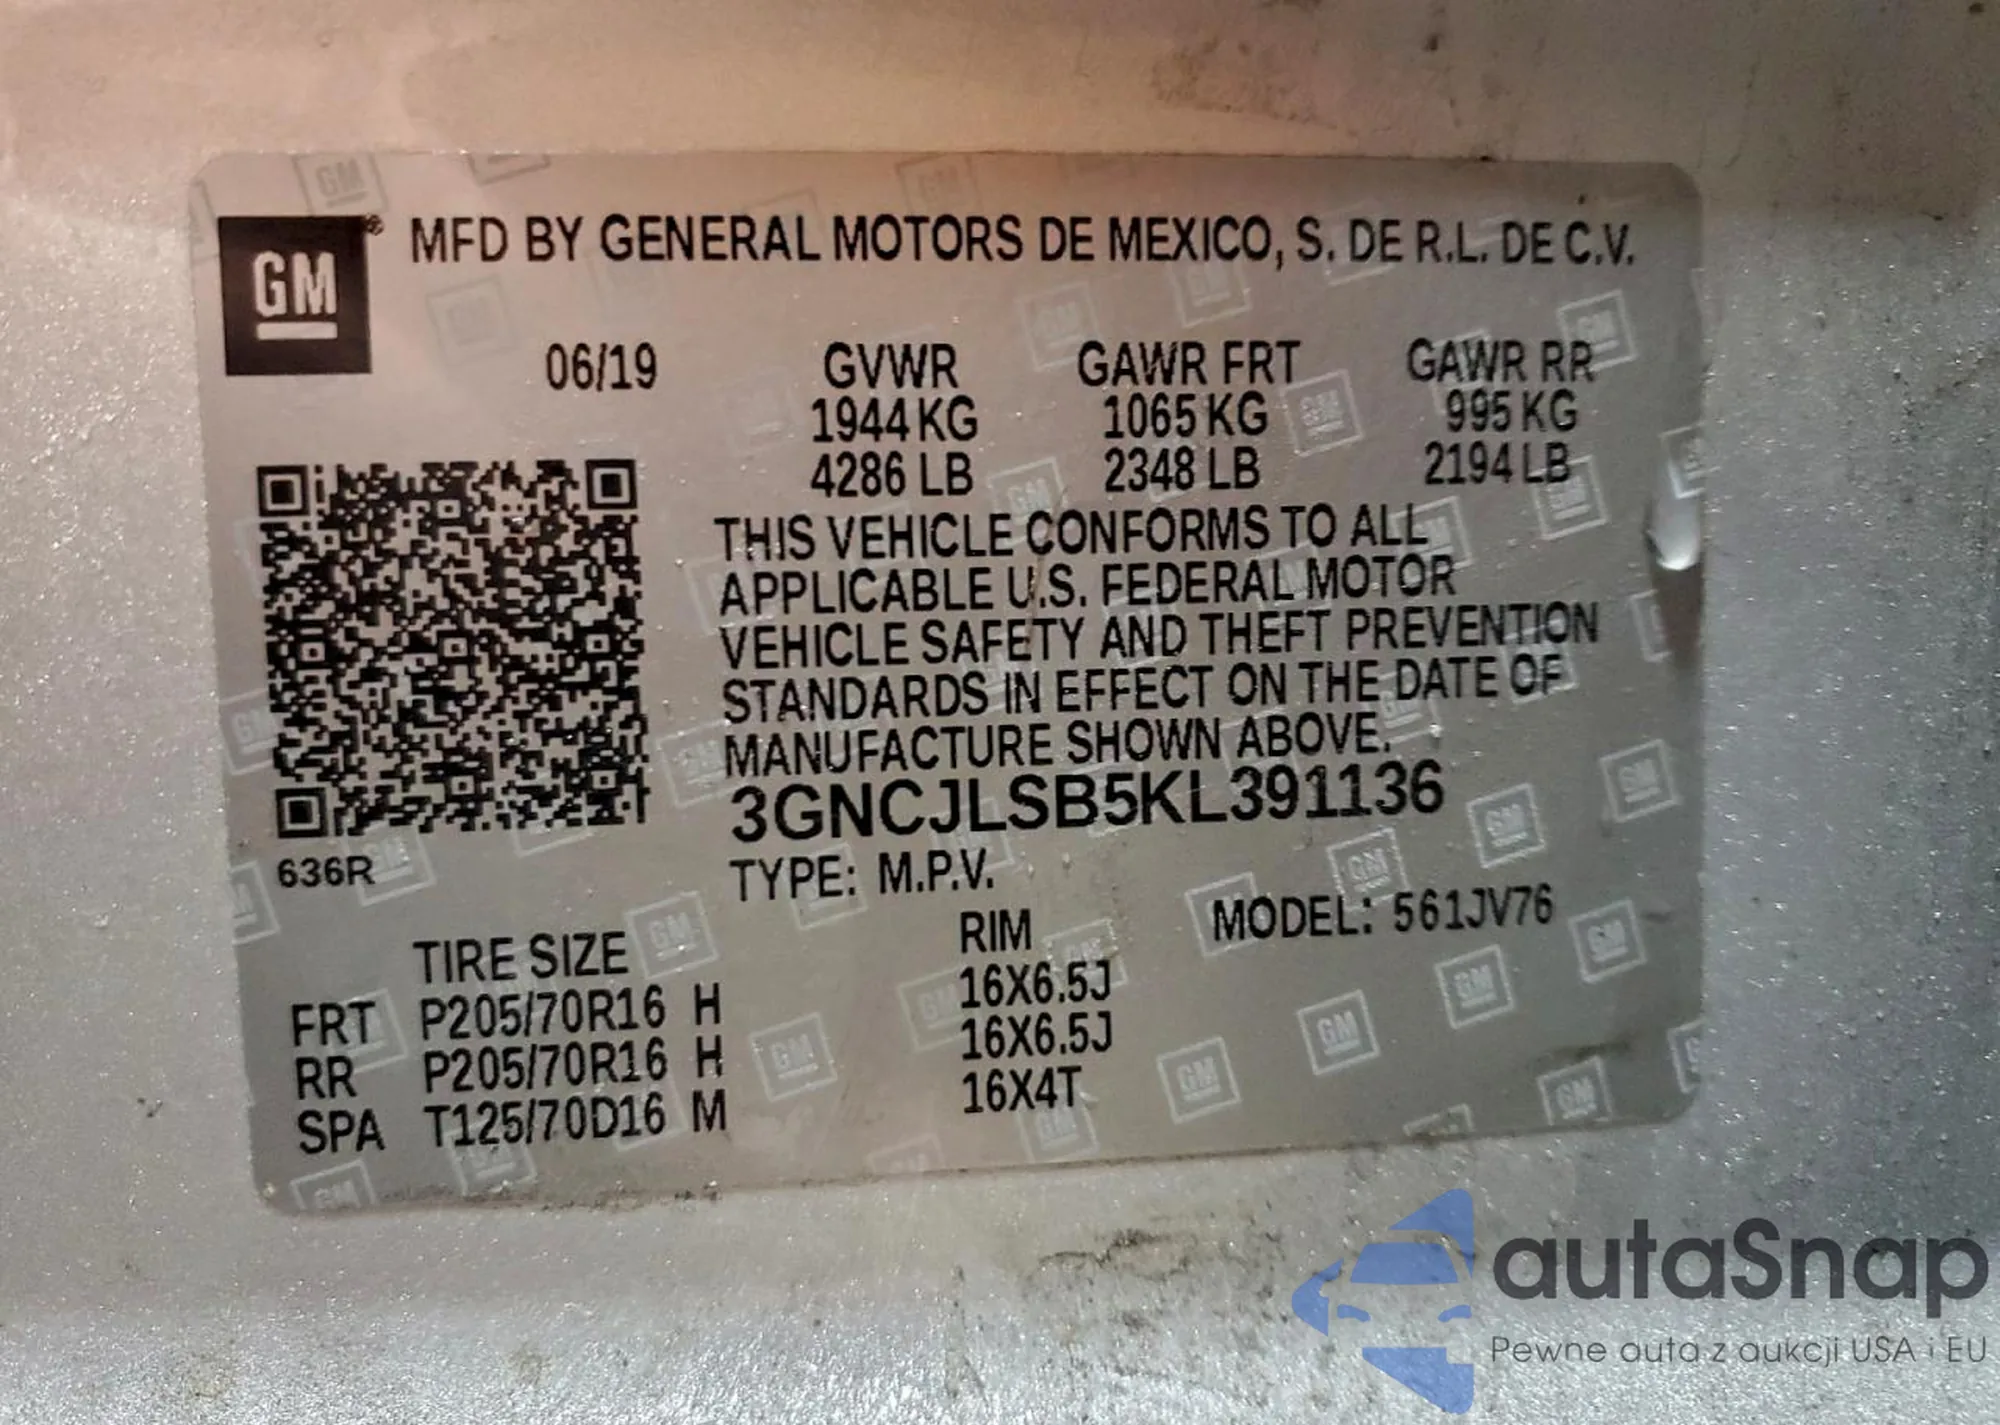 GM
MFD BY GENERAL MOTORS DE MEXICO, S. DE R.L. DE C.V.
06/19 GVWR GAWR FRT GAWR RR
1944 KG 1065 KG 995 KG
4286 LB 2348 LB 2194 LB
THIS VEHICLE CONFORMS TO ALL
APPLICABLE U.S. FEDERAL MOTOR
VEHICLE SAFETY AND THEFT PREVENTION
STANDARDS IN EFFECT ON THE DATE OF
MANUFACTURE SHOWN ABOVE.
3GNCJLSB5KL391136
636R
TYPE: M.P.V.
MODEL: 561JV76
TIRE SIZE RIM
FRT P205/70R16 H 16X6.5J
RR P205/70R16 H 16X6.5J
SPA T125/70D16 M 16X4T
autaSnap
Pewne auta z aukcji USA i EU